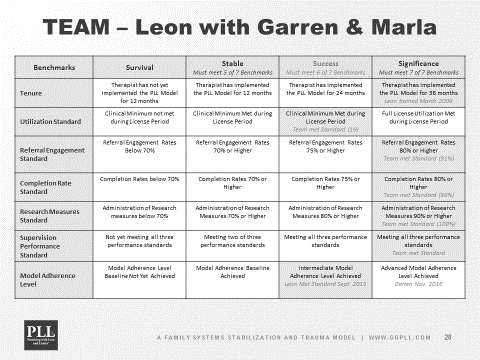 TEAM – Leon with Garren & Marla
Benchmarks
Survival
Stable
Must meet 5 of 7 Benchmarks
Success
Must meet 6 of 7 Benchmarks
Significance
Must meet 7 of 7 Benchmarks
Tenure
Therapist has not yet
implemented the PLL Model
for 12 months
Therapist has implemented
the PLL Model for 12 months
Therapist has implemented
the PLL Model for 24 months
Therapist has implemented
the PLL Model for 36 months
Leon trained March 2009
Utilization Standard
Clinical Minimum not met
during License Period
Clinical Minimum Met during
License Period
Clinical Minimum Met during
License Period
Team met Standard (19)
Full License Utilization Met
during License Period
Referral Engagement
Standard
Referral Engagement Rates
Below 70%
Referral Engagement Rates
70% or Higher
Referral Engagement Rates
75% or Higher
Referral Engagement Rates
80% or Higher
Team met Standard (91%)
Completion Rate
Standard
Completion Rates below 70%
Completion Rates 70% or
Higher
Completion Rates 75% or
Higher
Completion Rates 80% or
Higher
Team met Standard (89%)
Research Measures
Standard
Administration of Research
measures below 70%
Administration of Research
Measures 70% or Higher
Administration of Research
Measures 80% or Higher
Administration of Research
Measures 90% or Higher
Team met Standard (100%)
Supervision
Performance
Standard
Not yet meeting all three
performance standards
Meeting two of three
performance standards
Meeting all three performance
standards
Meeting all three performance
standards
Team met Standard
Model Adherence
Level
Model Adherence Level
Baseline Not Yet Achieved
Model Adherence Baseline
Achieved
Intermediate Model
Adherence Level Achieved
Leon Met Standard Sept. 2015
Advanced Model Adherence
Level Achieved
Garren Nov. 2016
PLL
Parenting with Love
and Limits
A FAMILY SYSTEMS STABILIZATION AND TRAUMA MODEL | WWW.GOPLL.COM 28